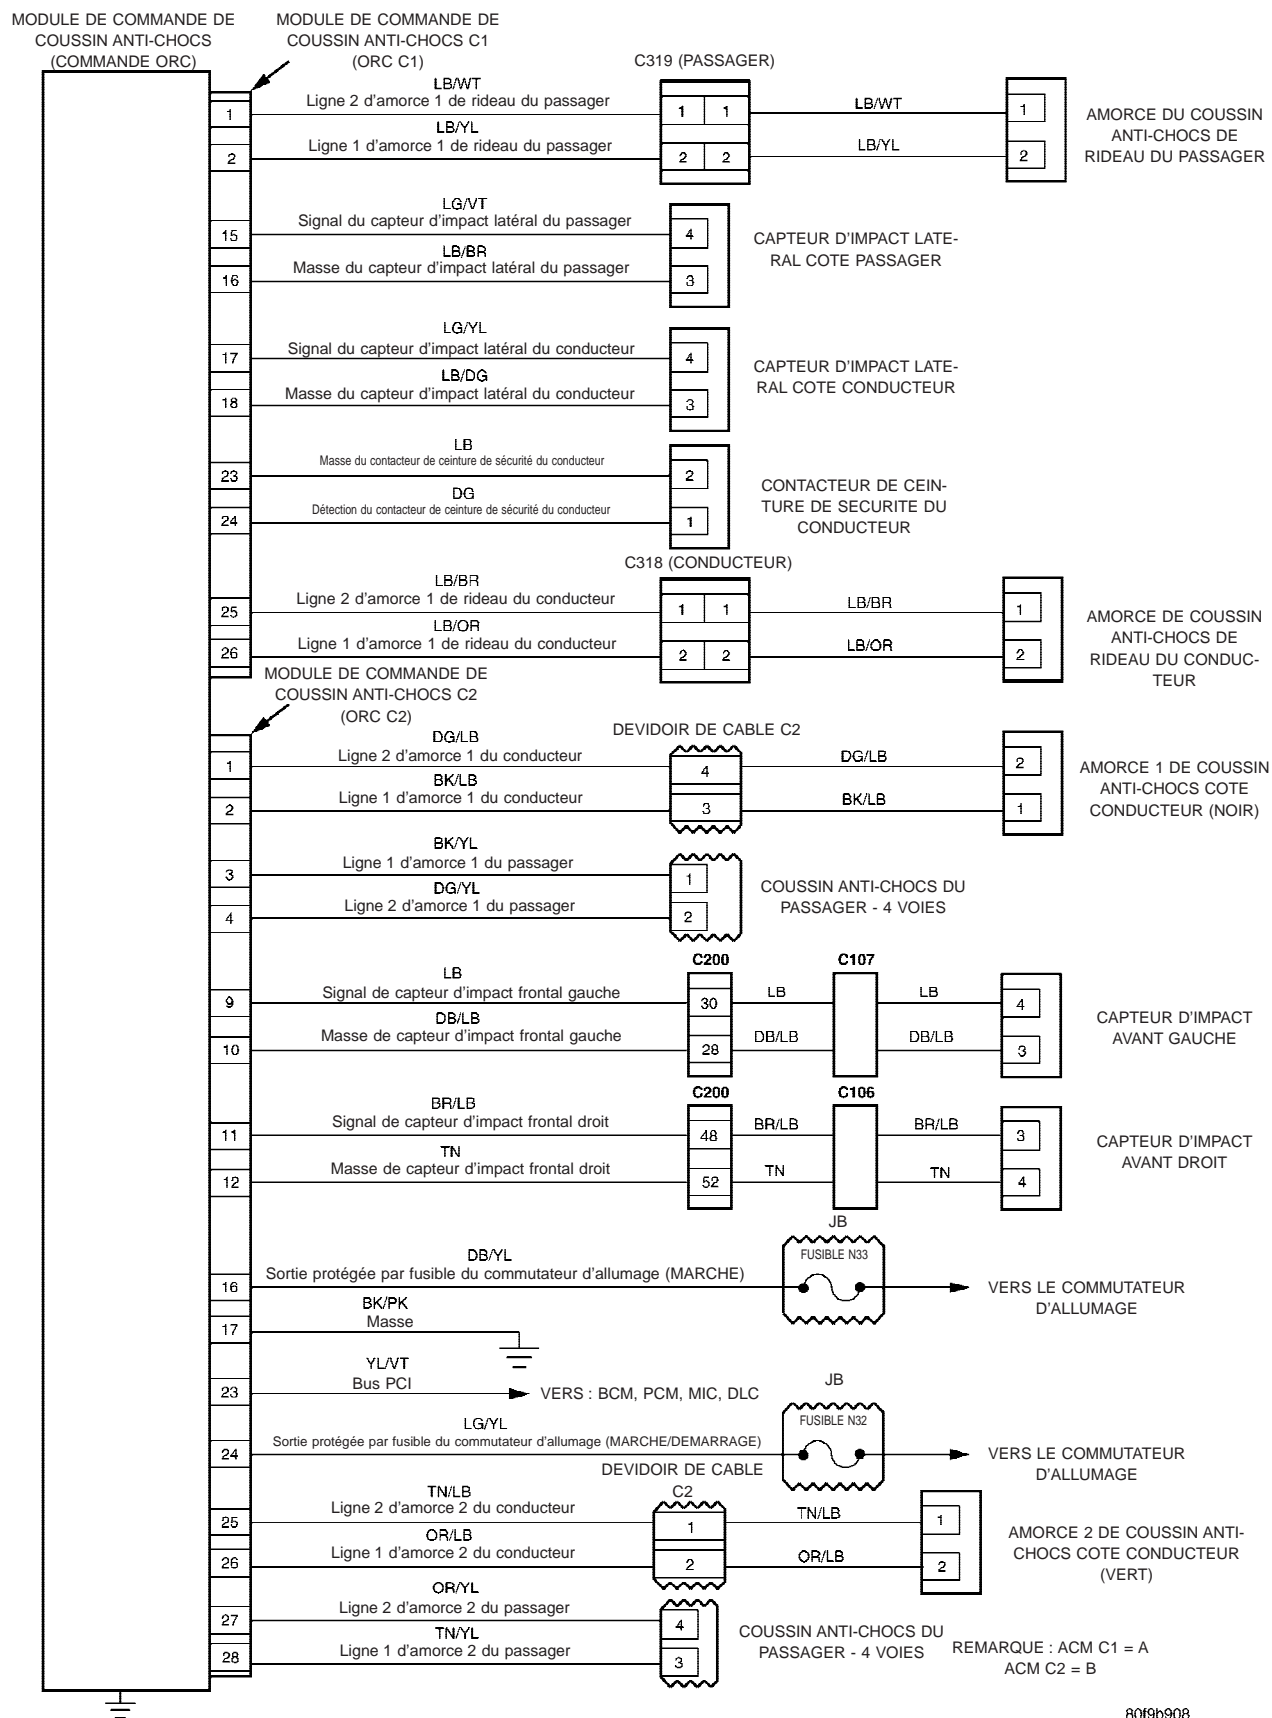 MODULE DE COMMANDE DE
COUSSIN ANTI-CHOCS
(COMMANDE ORC)
MODULE DE COMMANDE DE
COUSSIN ANTI-CHOCS C1
(ORC C1)
C319 (PASSAGER)
LB/WT
1 Ligne 2 d'amorce 1 de rideau du passager 1 1 LB/WT 1
LB/YL
2 Ligne 1 d'amorce 1 de rideau du passager 2 2 LB/YL 2
AMORCE DU COUSSIN
ANTI-CHOCS DE
RIDEAU DU PASSAGER
LG/VT
15 Signal du capteur d'impact latéral du passager 4
LB/BR
16 Masse du capteur d'impact latéral du passager 3
CAPTEUR D'IMPACT LATE-
RAL COTE PASSAGER
LG/YL
17 Signal du capteur d'impact latéral du conducteur 4
LB/DG
18 Masse du capteur d'impact latéral du conducteur 3
CAPTEUR D'IMPACT LATE-
RAL COTE CONDUCTEUR
LB
23 Masse du contacteur de ceinture de sécurité du conducteur 2
DG
24 Détection du contacteur de ceinture de sécurité du conducteur 1
CONTACTEUR DE CEIN-
TURE DE SECURITE DU
CONDUCTEUR
C318 (CONDUCTEUR)
LB/BR
25 Ligne 2 d'amorce 1 de rideau du conducteur 1 1 LB/BR 1
LB/OR
26 Ligne 1 d'amorce 1 de rideau du conducteur 2 2 LB/OR 2
AMORCE DE COUSSIN
ANTI-CHOCS DE
RIDEAU DU CONDUC-
TEUR
MODULE DE COMMANDE DE
COUSSIN ANTI-CHOCS C2
(ORC C2)
DEVIDOIR DE CABLE C2
DG/LB
1 Ligne 2 d'amorce 1 du conducteur 4 DG/LB 2
BK/LB
2 Ligne 1 d'amorce 1 du conducteur 3 BK/LB 1
AMORCE 1 DE COUSSIN
ANTI-CHOCS COTE
CONDUCTEUR (NOIR)
BK/YL
3 Ligne 1 d'amorce 1 du passager 1
DG/YL
4 Ligne 2 d'amorce 1 du passager 2
COUSSIN ANTI-CHOCS DU
PASSAGER - 4 VOIES
C200 C107
LB
9 Signal de capteur d'impact frontal gauche 30 LB LB 4
DB/LB
10 Masse de capteur d'impact frontal gauche 28 DB/LB DB/LB 3
CAPTEUR D'IMPACT
AVANT GAUCHE
C200 C106
BR/LB
11 Signal de capteur d'impact frontal droit 48 BR/LB BR/LB 3
TN
12 Masse de capteur d'impact frontal droit 52 TN TN 4
CAPTEUR D'IMPACT
AVANT DROIT
JB
FUSIBLE N33
DB/YL
16 Sortie protégée par fusible du commutateur d'allumage (MARCHE)
VERS LE COMMUTATEUR
D'ALLUMAGE
BK/PK
17 Masse
YL/VT
23 Bus PCI VERS : BCM, PCM, MIC, DLC
JB
FUSIBLE N32
LG/YL
24 Sortie protégée par fusible du commutateur d'allumage (MARCHE/DEMARRAGE)
VERS LE COMMUTATEUR
D'ALLUMAGE
DEVIDOIR DE CABLE
C2
TN/LB
25 Ligne 2 d'amorce 2 du conducteur 1 TN/LB 1
OR/LB
26 Ligne 1 d'amorce 2 du conducteur 2 OR/LB 2
AMORCE 2 DE COUSSIN ANTI-
CHOCS COTE CONDUCTEUR
(VERT)
OR/YL
27 Ligne 2 d'amorce 2 du passager 4
TN/YL
28 Ligne 1 d'amorce 2 du passager 3
COUSSIN ANTI-CHOCS DU
PASSAGER - 4 VOIES
REMARQUE : ACM C1 = A
ACM C2 = B
80f9b908